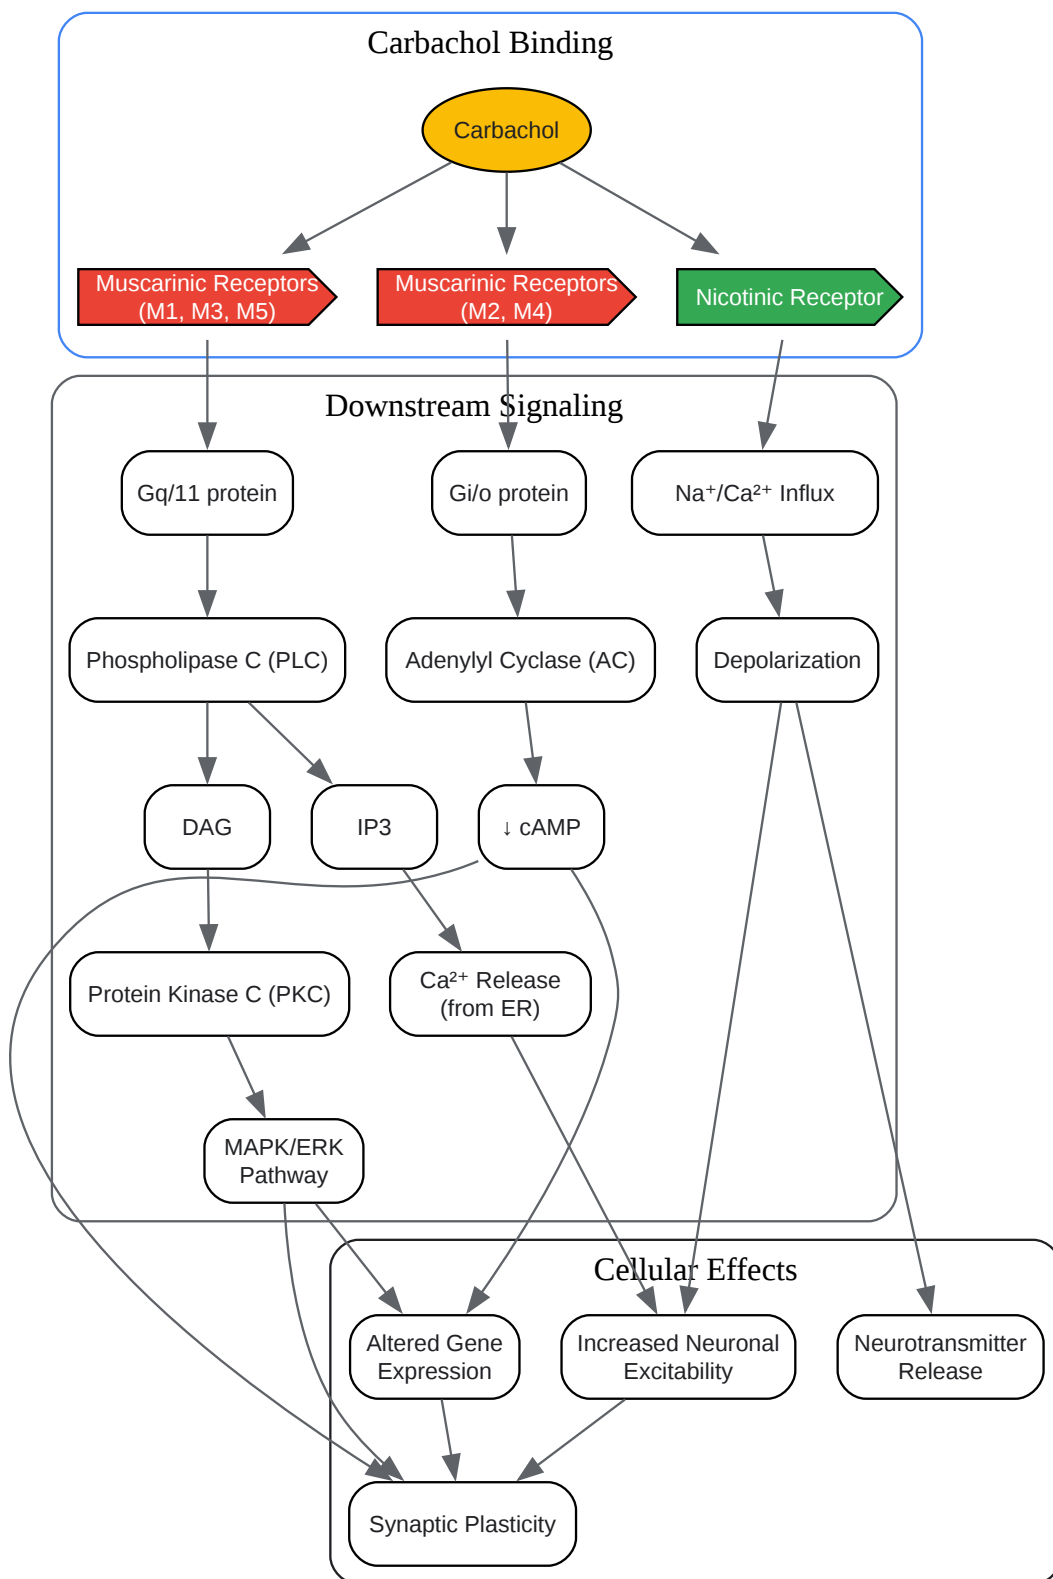 Carbachol Binding
Carbachol
Muscarinic Receptors
(M1, M3, M5)
Muscarinic Receptors
(M2, M4)
Nicotinic Receptor
Downstream Signaling
Gq/11 protein
Gi/o protein
Na⁺/Ca²⁺ Influx
Phospholipase C (PLC)
Adenylyl Cyclase (AC)
Depolarization
DAG
IP3
↓ cAMP
Protein Kinase C (PKC)
Ca²⁺ Release
(from ER)
MAPK/ERK
Pathway
Cellular Effects
Altered Gene
Expression
Increased Neuronal
Excitability
Neurotransmitter
Release
Synaptic Plasticity